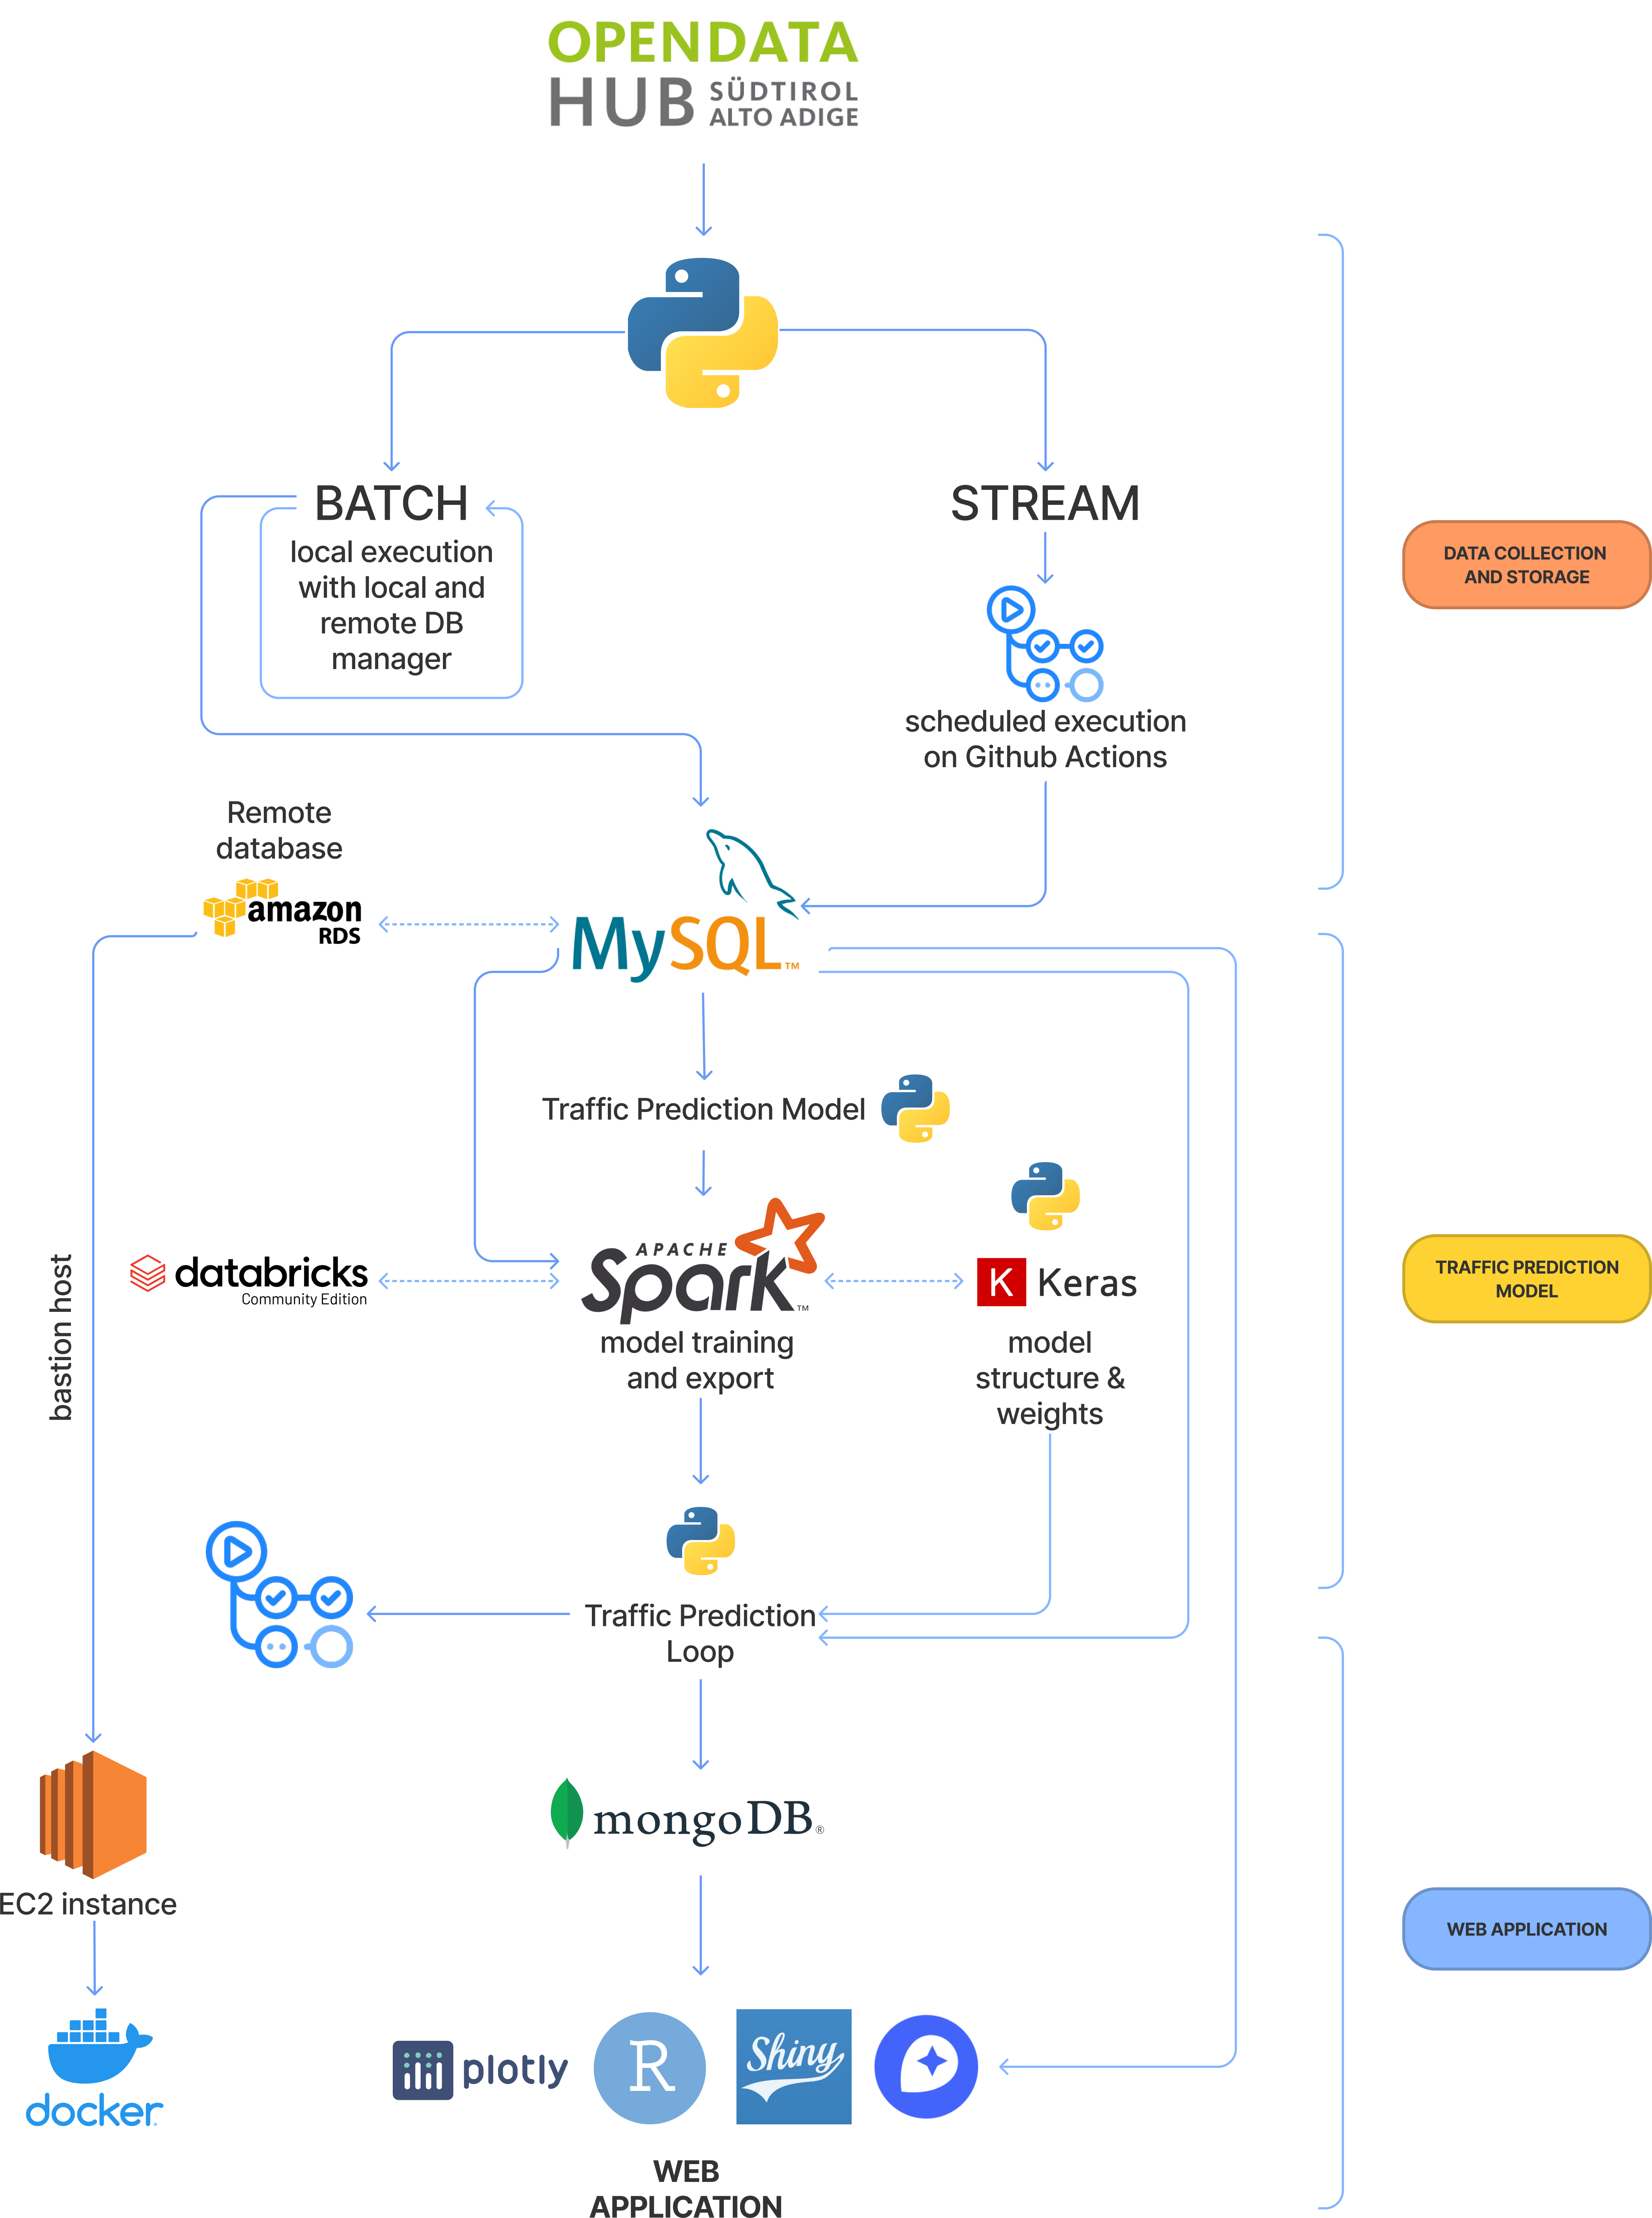 OPENDATA
HUB SÜDTIROL
ALTO ADIGE
BATCH
local execution
with local and
remote DB
manager
STREAM
scheduled execution
on Github Actions
DATA COLLECTION
AND STORAGE
Remote
database
amazon
RDS
MySQL™
Traffic Prediction Model
bastion host
databricks
Community Edition
APACHE
Spark™
model training
and export
K Keras
model
structure &
weights
TRAFFIC PREDICTION
MODEL
Traffic Prediction
Loop
mongoDB®
EC2 instance
docker
WEB APPLICATION
plotly
R
Shiny
WEB
APPLICATION